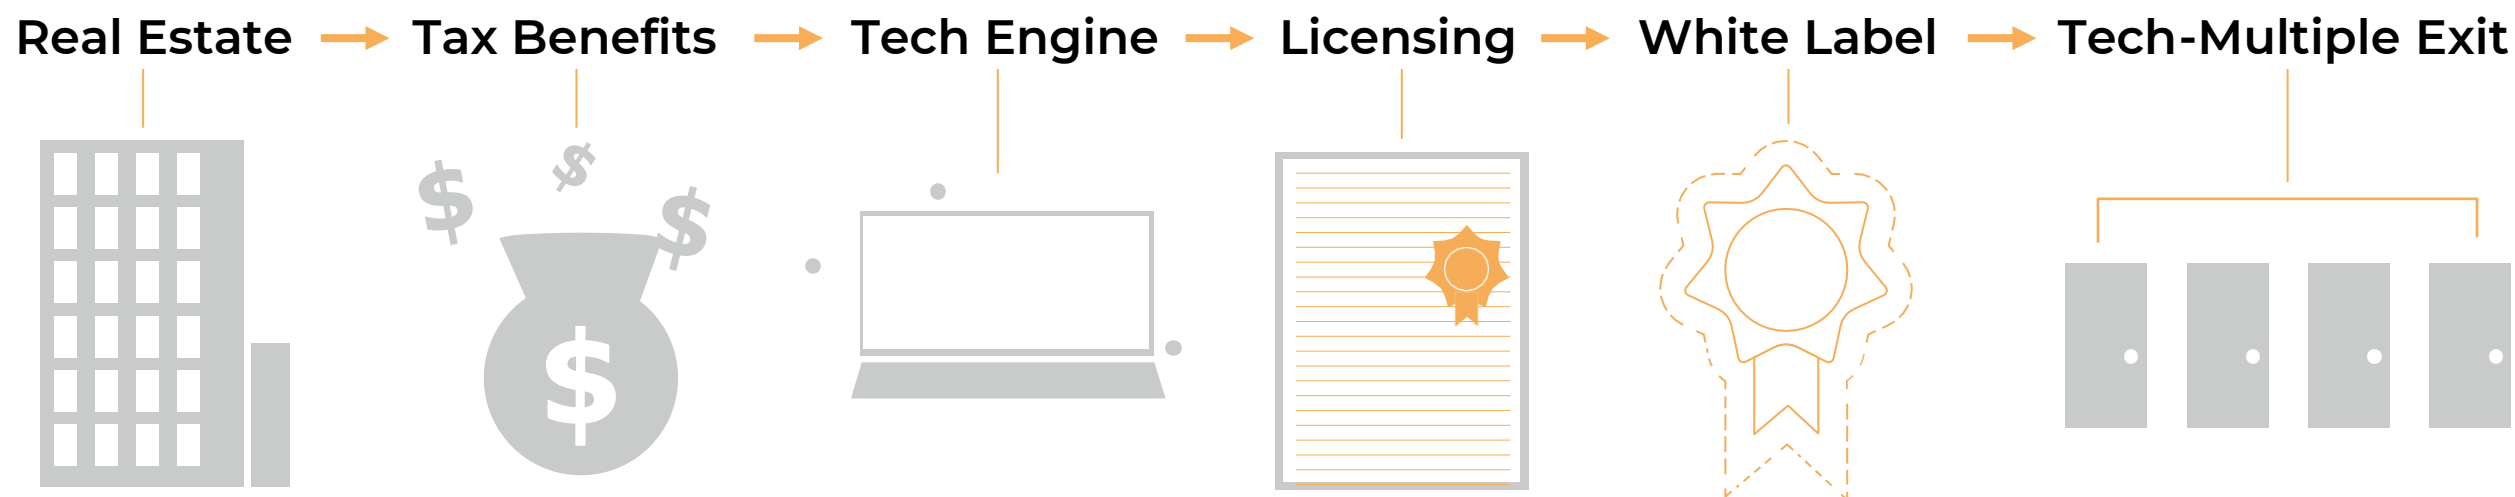 Real Estate
Tax Benefits
Tech Engine
Licensing
White Label
Tech-Multiple Exit
$
$
$
$